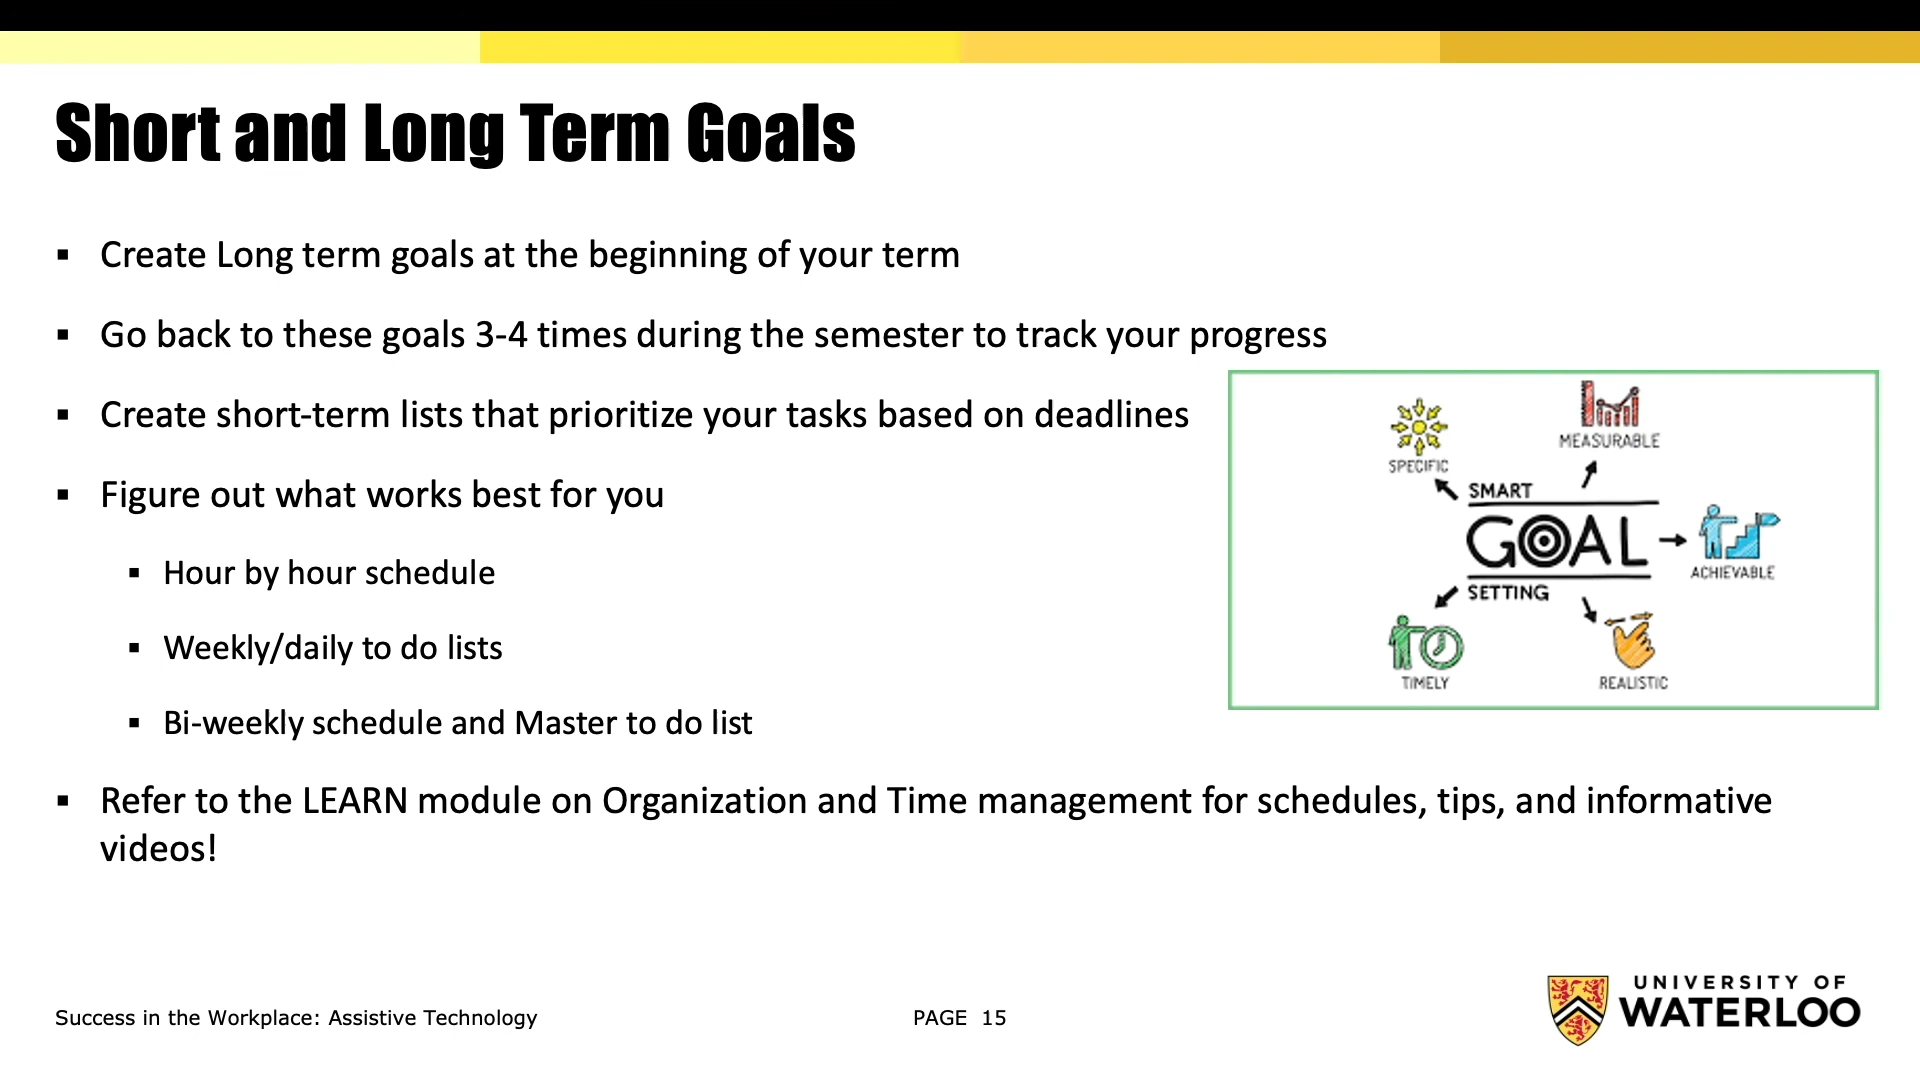 Short and Long Term Goals
▪ Create Long term goals at the beginning of your term
▪ Go back to these goals 3-4 times during the semester to track your progress
▪ Create short-term lists that prioritize your tasks based on deadlines
▪ Figure out what works best for you
▪ Hour by hour schedule
▪ Weekly/daily to do lists
▪ Bi-weekly schedule and Master to do list
▪ Refer to the LEARN module on Organization and Time management for schedules, tips, and informative
videos!
SPECIFIC
MEASURABLE
SMART
GOAL
SETTING
ACHIEVABLE
TIMELY
REALISTIC
Success in the Workplace: Assistive Technology
PAGE 15
UNIVERSITY OF
WATERLOO